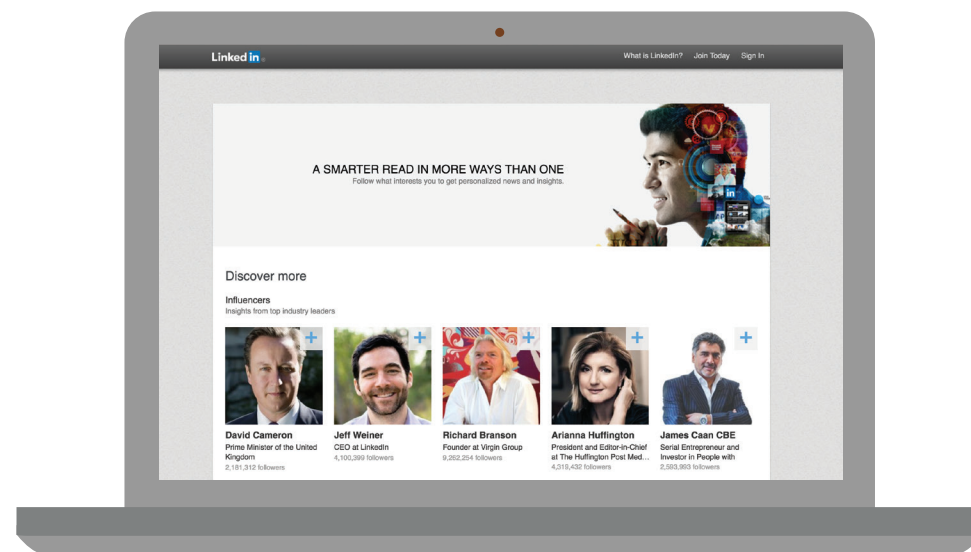 Linked in
What is LinkedIn? Join Today Sign In
A SMARTER READ IN MORE WAYS THAN ONE
Follow what interests you to get personalized news and insights.
in
Discover more
Influencers
Insights from top industry leaders
David Cameron
Prime Minister of the United
Kingdom
2,181,312 followers
Jeff Weiner
CEO at LinkedIn
4,100,399 followers
Richard Branson
Founder at Virgin Group
9,262,254 followers
Arianna Huffington
President and Editor-in-Chief
at The Huffington Post Med...
4,319,432 followers
James Caan CBE
Serial Entrepreneur and
Investor in People with
2,593,993 followers